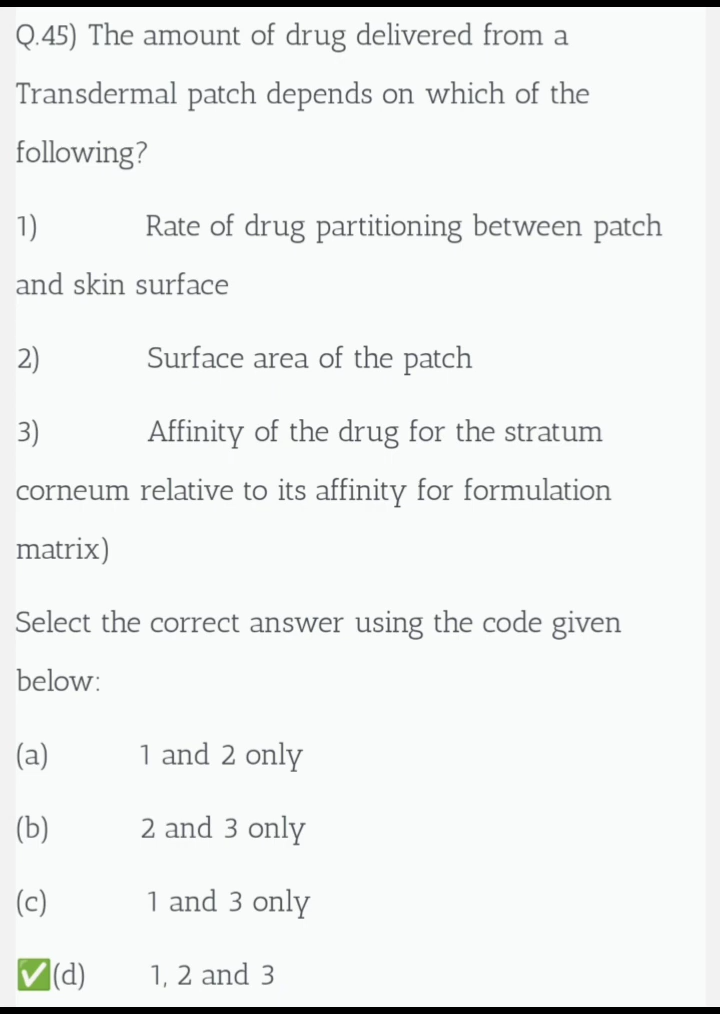 Q.45) The amount of drug delivered from a
Transdermal patch depends on which of the
following?
1) Rate of drug partitioning between patch
and skin surface
2) Surface area of the patch
3) Affinity of the drug for the stratum
corneum relative to its affinity for formulation
matrix)
Select the correct answer using the code given
below:
(a) 1 and 2 only
(b) 2 and 3 only
(c) 1 and 3 only
✅(d) 1, 2 and 3